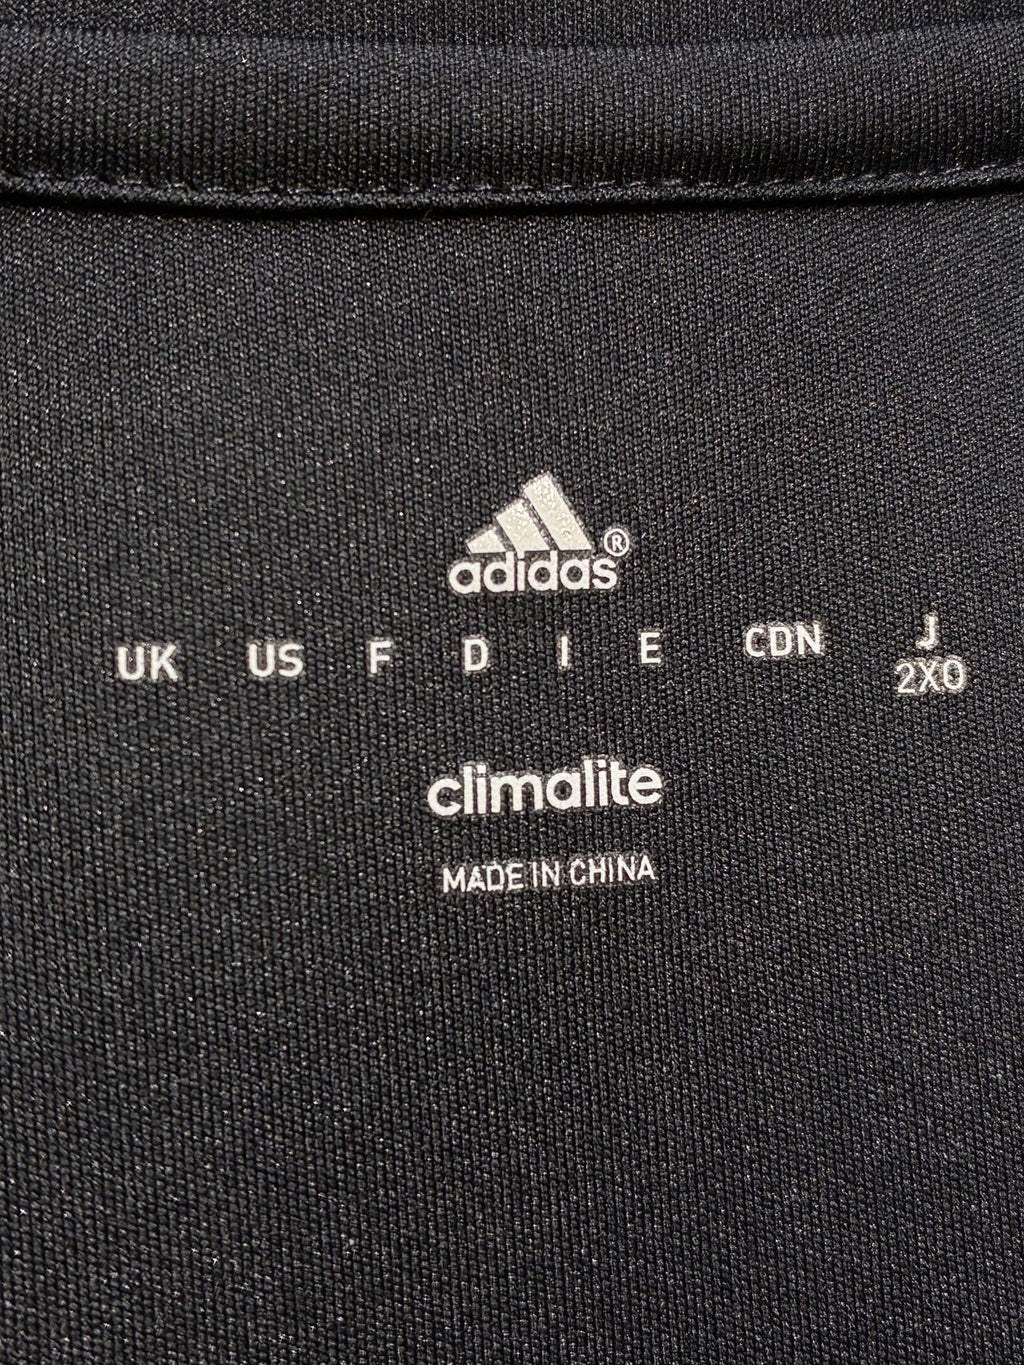 adidas®
UK US F D I E CDN J
2XO
climalite
MADE IN CHINA